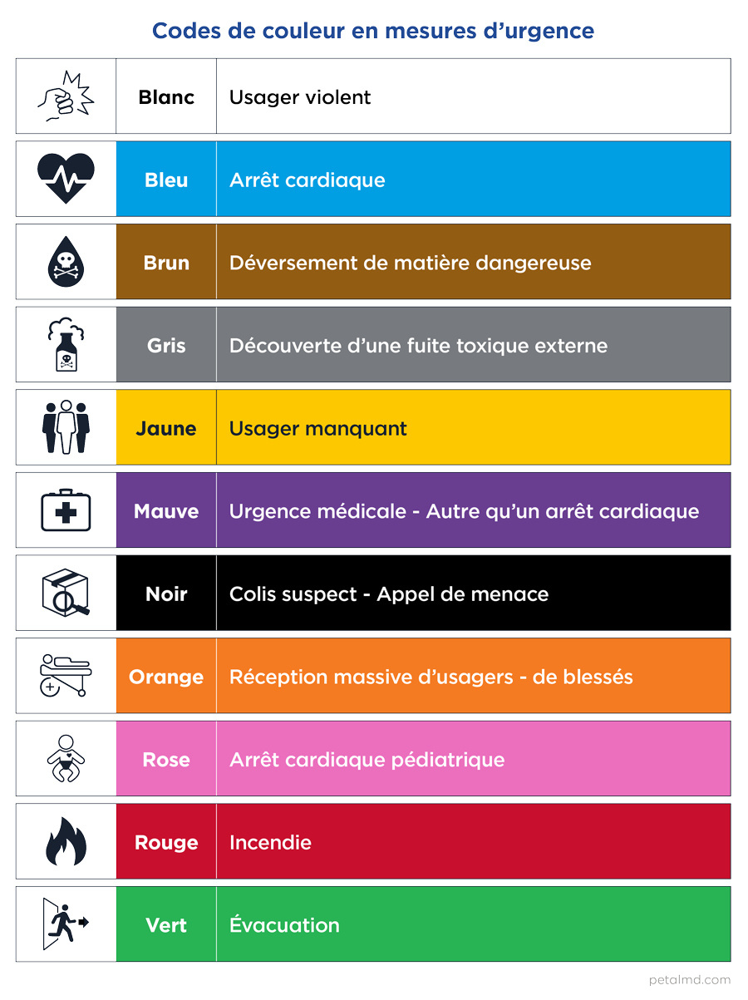 Codes de couleur en mesures d’urgence
Blanc Usager violent
Bleu Arrêt cardiaque
Brun Déversement de matière dangereuse
Gris Découverte d’une fuite toxique externe
Jaune Usager manquant
Mauve Urgence médicale - Autre qu’un arrêt cardiaque
Noir Colis suspect - Appel de menace
Orange Réception massive d’usagers - de blessés
Rose Arrêt cardiaque pédiatrique
Rouge Incendie
Vert Évacuation
petalmd.com